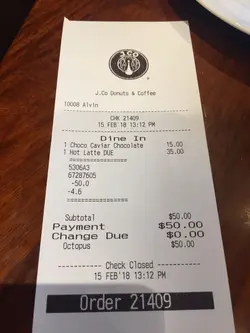 J.CO
J.Co Donuts & Coffee
10008 Alvin
CHK 21409
15 FEB'18 13:12 PM
Dine In
1 Choco Caviar Chocolate 15.00
1 Hot Latte DUE 35.00
5306A3
67287605
-50.0
-4.6
Subtotal $50.00
Payment $50.00
Change Due $0.00
Octopus $50.00
Check Closed
15 FEB'18 13:12 PM
Order 21409